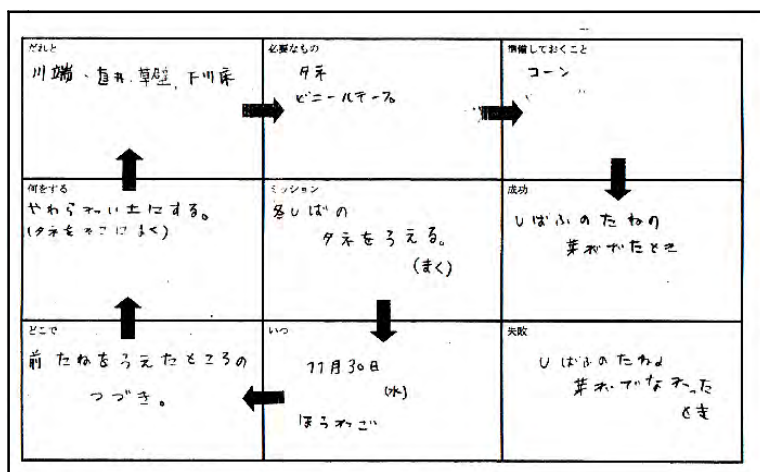 だれと
川端、直井、草壁、下川床
必要なもの
タネ
ビニールテープ
準備しておくこと
コーン
何をする
やわらかい土にする。
(タネをそこにまく)
ミッション
冬しばの
タネをうえる。
(まく)
成功
しばふのたねの
芽がでたとき
どこで
前たねをうえたところの
つづき。
いつ
11月30日
(水)
ほうかご
失敗
しばふのたねの
芽がでなかった
とき